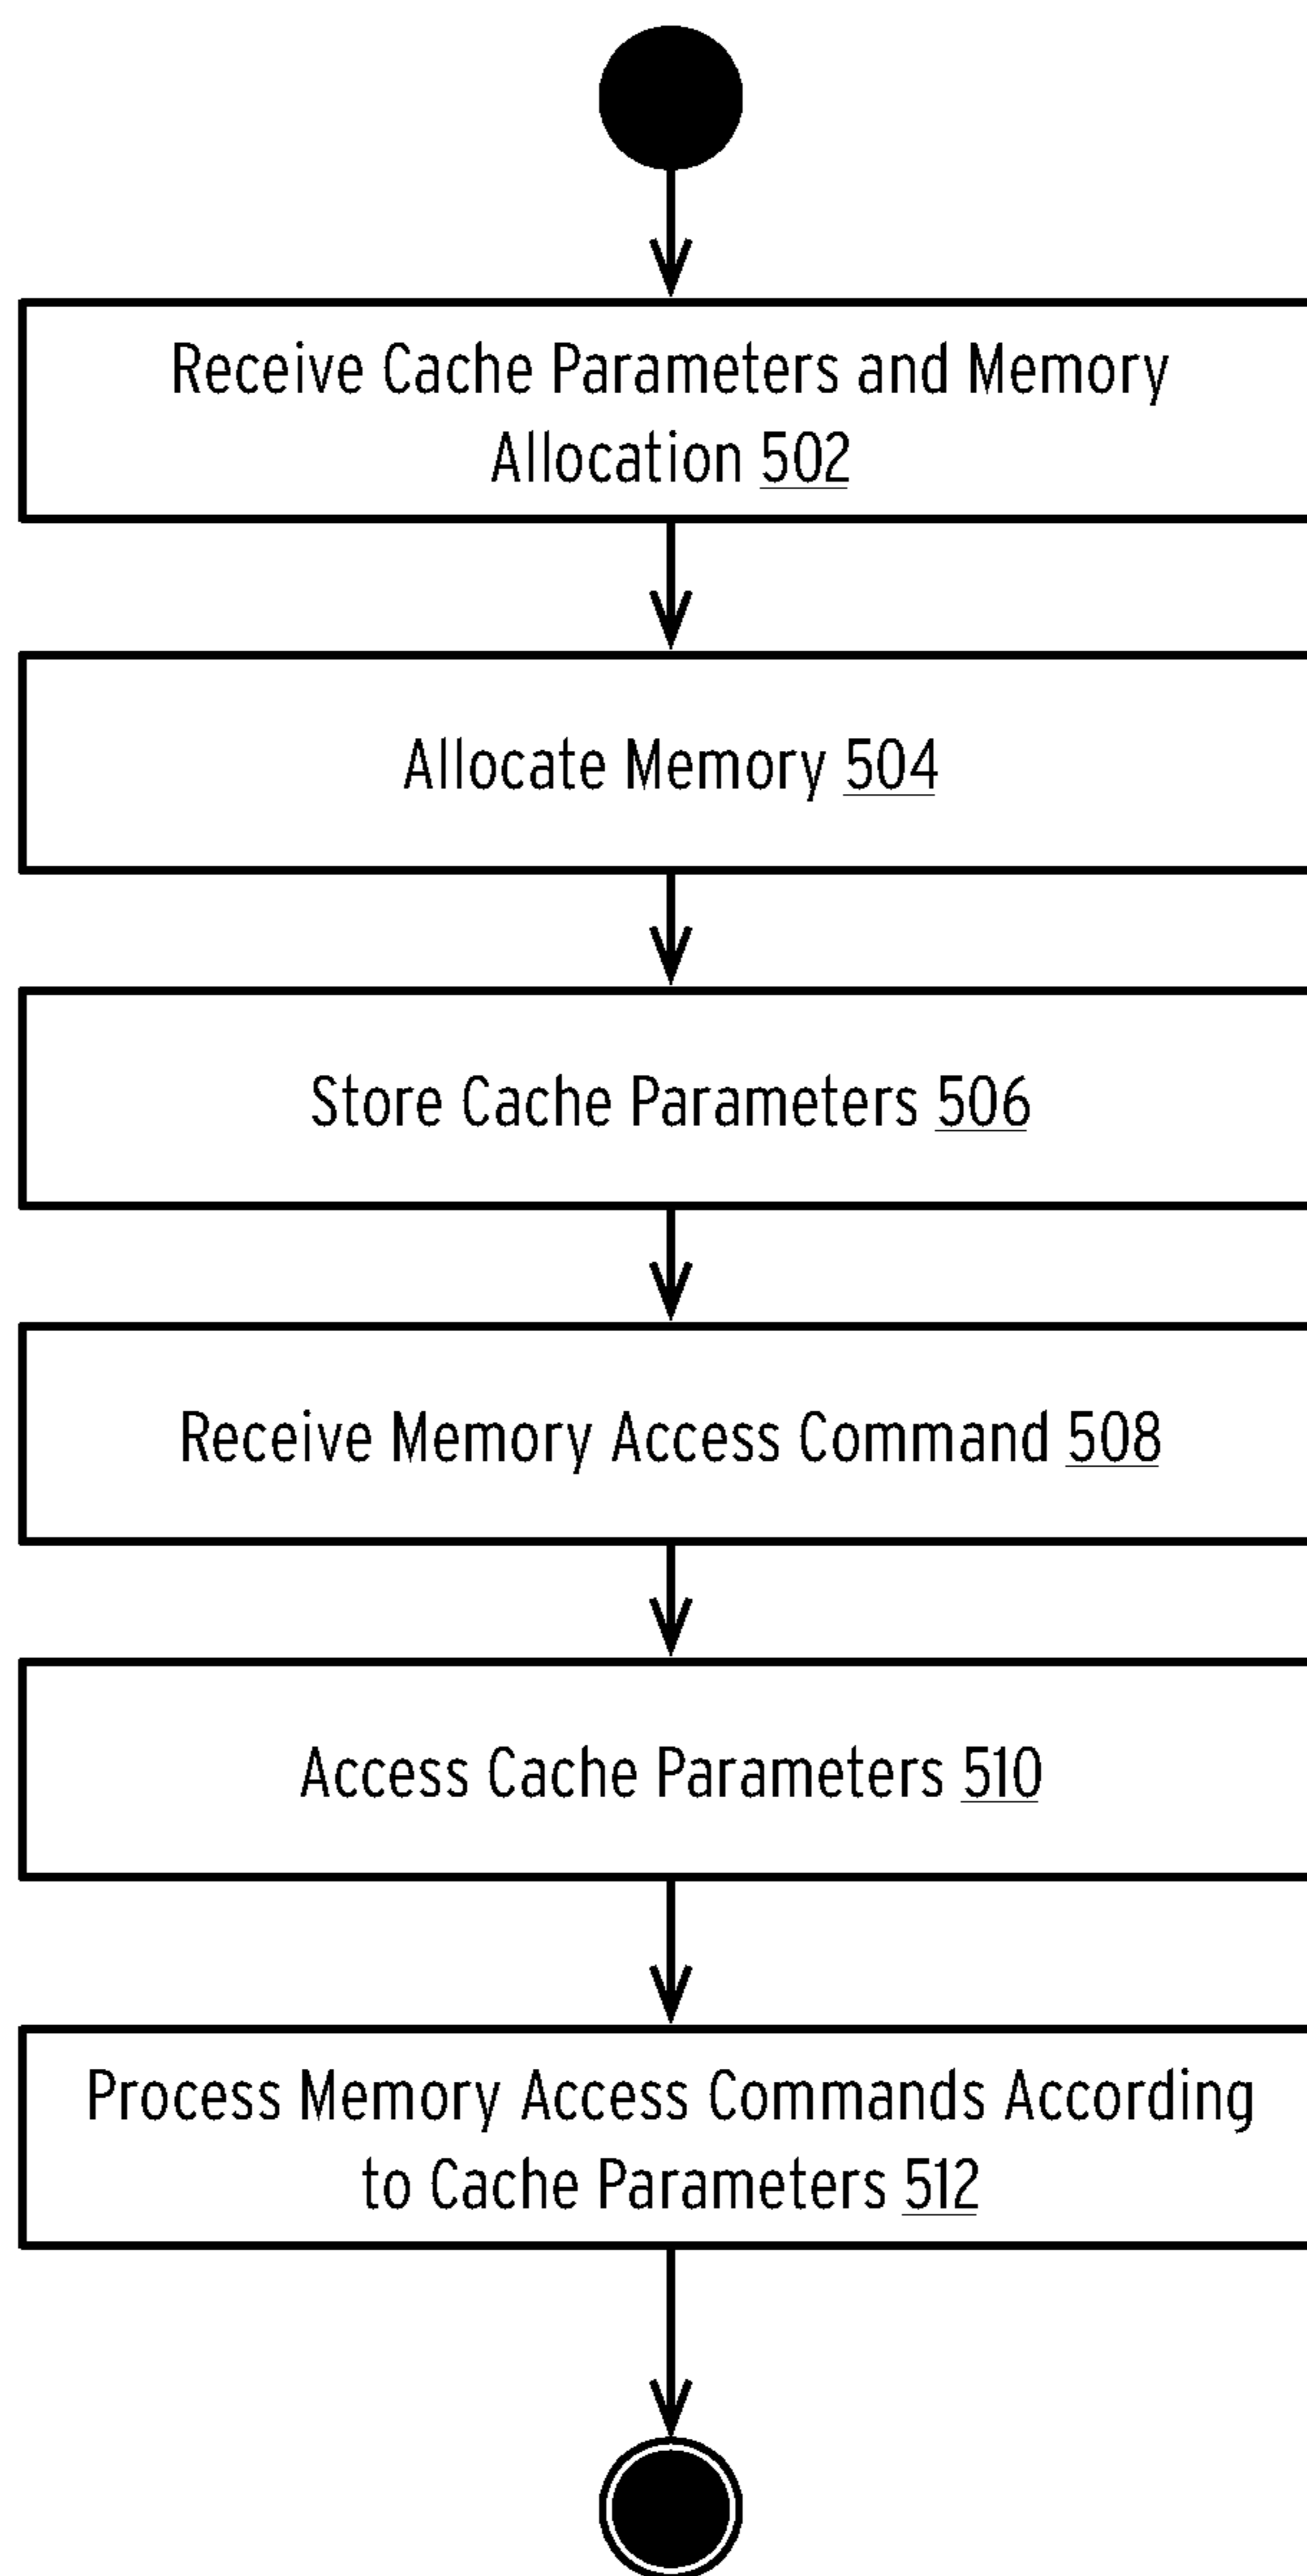 Receive Cache Parameters and Memory
Allocation 502
Allocate Memory 504
Store Cache Parameters 506
Receive Memory Access Command 508
Access Cache Parameters 510
Process Memory Access Commands According
to Cache Parameters 512